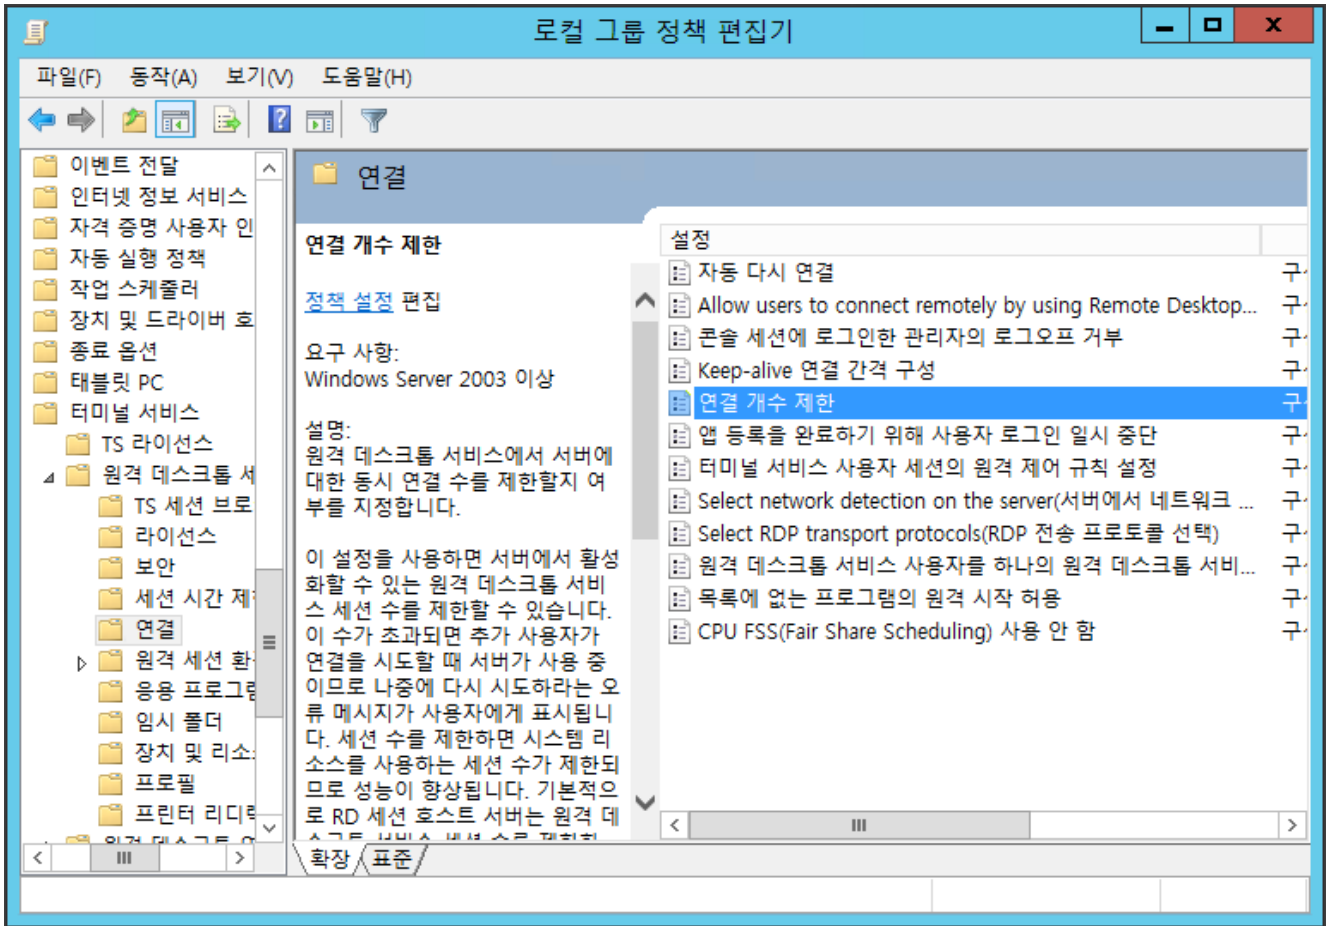 로컬 그룹 정책 편집기
파일(F) 동작(A) 보기(V) 도움말(H)
이벤트 전달
인터넷 정보 서비스
자격 증명 사용자 인
자동 실행 정책
작업 스케줄러
장치 및 드라이버 호
종료 옵션
태블릿 PC
터미널 서비스
TS 라이선스
원격 데스크톱 세
TS 세션 브로
라이선스
보안
세션 시간 제
연결
원격 세션 환
응용 프로그램
임시 폴더
장치 및 리소
프로필
프린터 리디렉
연결
연결 개수 제한
정책 설정 편집
요구 사항:
Windows Server 2003 이상
설명:
원격 데스크톱 서비스에서 서버에
대한 동시 연결 수를 제한할지 여
부를 지정합니다.
이 설정을 사용하면 서버에서 활성
화할 수 있는 원격 데스크톱 서비
스 세션 수를 제한할 수 있습니다.
이 수가 초과되면 추가 사용자가
연결을 시도할 때 서버가 사용 중
이므로 나중에 다시 시도하라는 오
류 메시지가 사용자에게 표시됩니
다. 세션 수를 제한하면 시스템 리
소스를 사용하는 세션 수가 제한되
므로 성능이 향상됩니다. 기본적으
로 RD 세션 호스트 서버는 원격 데
설정
자동 다시 연결 구
Allow users to connect remotely by using Remote Desktop... 구
콘솔 세션에 로그인한 관리자의 로그오프 거부 구
Keep-alive 연결 간격 구성 구
연결 개수 제한 구
앱 등록을 완료하기 위해 사용자 로그인 일시 중단 구
터미널 서비스 사용자 세션의 원격 제어 규칙 설정 구
Select network detection on the server(서버에서 네트워크 ... 구
Select RDP transport protocols(RDP 전송 프로토콜 선택) 구
원격 데스크톱 서비스 사용자를 하나의 원격 데스크톱 서비... 구
목록에 없는 프로그램의 원격 시작 허용 구
CPU FSS(Fair Share Scheduling) 사용 안 함 구
확장 표준